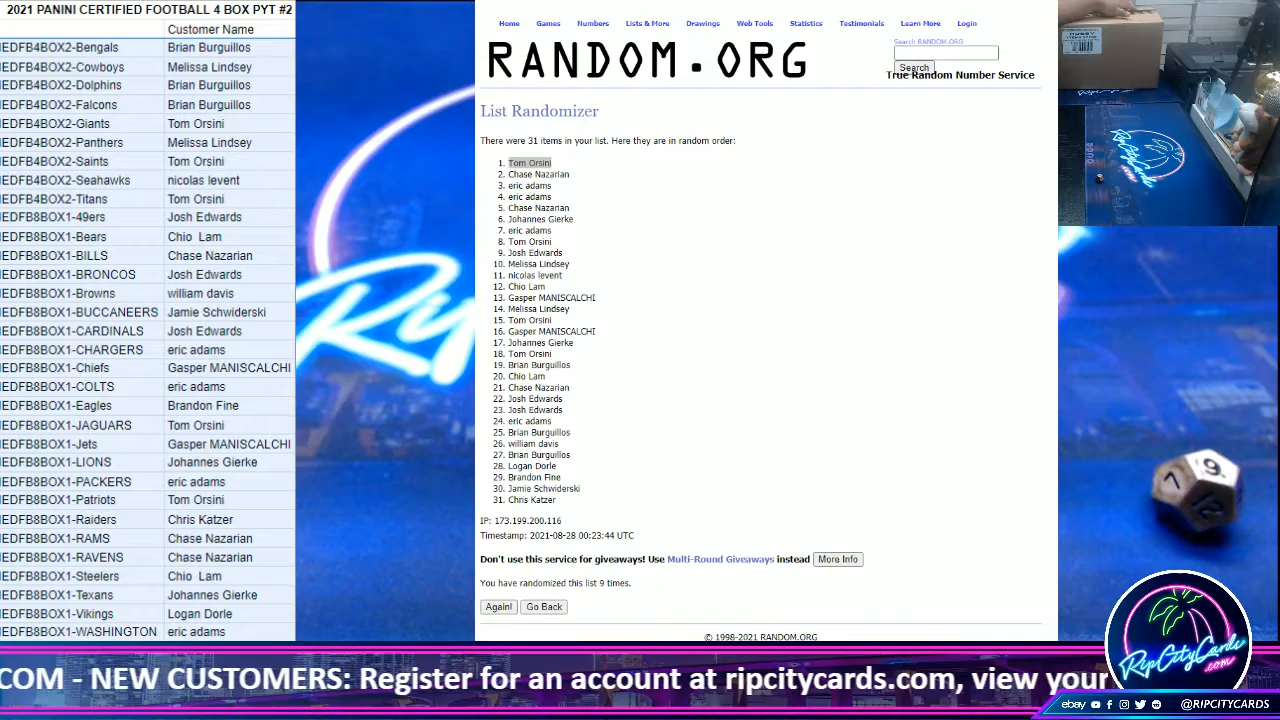 2021 PANINI CERTIFIED FOOTBALL 4 BOX PYT #2
Customer Name
IEDFB4BOX2-Bengals Brian Burguillos
IEDFB4BOX2-Cowboys Melissa Lindsey
IEDFB4BOX2-Dolphins Brian Burguillos
IEDFB4BOX2-Falcons Brian Burguillos
IEDFB4BOX2-Giants Tom Orsini
IEDFB4BOX2-Panthers Melissa Lindsey
IEDFB4BOX2-Saints Tom Orsini
IEDFB4BOX2-Seahawks nicolas levent
IEDFB4BOX2-Titans Tom Orsini
IEDFB8BOX1-49ers Josh Edwards
IEDFB8BOX1-Bears Chio Lam
IEDFB8BOX1-BILLS Chase Nazarian
IEDFB8BOX1-BRONCOS Josh Edwards
IEDFB8BOX1-Browns william davis
IEDFB8BOX1-BUCCANEERS Jamie Schwiderski
IEDFB8BOX1-CARDINALS Josh Edwards
IEDFB8BOX1-CHARGERS eric adams
IEDFB8BOX1-Chiefs Gasper MANISCALCHI
IEDFB8BOX1-COLTS eric adams
IEDFB8BOX1-Eagles Brandon Fine
IEDFB8BOX1-JAGUARS Tom Orsini
IEDFB8BOX1-Jets Gasper MANISCALCHI
IEDFB8BOX1-LIONS Johannes Gierke
IEDFB8BOX1-PACKERS eric adams
IEDFB8BOX1-Patriots Tom Orsini
IEDFB8BOX1-Raiders Chris Katzer
IEDFB8BOX1-RAMS Chase Nazarian
IEDFB8BOX1-RAVENS Chase Nazarian
IEDFB8BOX1-Steelers Chio Lam
IEDFB8BOX1-Texans Johannes Gierke
IEDFB8BOX1-Vikings Logan Dorle
IEDFB8BOX1-WASHINGTON eric adams
Home Games Numbers Lists & More Drawings Web Tools Statistics Testimonials Learn More Login
RANDOM.ORG
Search RANDOM.ORG
Search
True Random Number Service
List Randomizer
There were 31 items in your list. Here they are in random order:
1. Tom Orsini
2. Chase Nazarian
3. eric adams
4. eric adams
5. Chase Nazarian
6. Johannes Gierke
7. eric adams
8. Tom Orsini
9. Josh Edwards
10. Melissa Lindsey
11. nicolas levent
12. Chio Lam
13. Gasper MANISCALCHI
14. Melissa Lindsey
15. Tom Orsini
16. Gasper MANISCALCHI
17. Johannes Gierke
18. Tom Orsini
19. Brian Burguillos
20. Chio Lam
21. Chase Nazarian
22. Josh Edwards
23. Josh Edwards
24. eric adams
25. Brian Burguillos
26. william davis
27. Brian Burguillos
28. Logan Dorle
29. Brandon Fine
30. Jamie Schwiderski
31. Chris Katzer
IP: 173.199.200.116
Timestamp: 2021-08-28 00:23:44 UTC
Don't use this service for giveaways! Use Multi-Round Giveaways instead More Info
You have randomized this list 9 times.
Again! Go Back
© 1998-2021 RANDOM.ORG
7 9 12
RipCityCards
.com
COM - NEW CUSTOMERS: Register for an account at ripcitycards.com, view your
ebay @RIPCITYCARDS